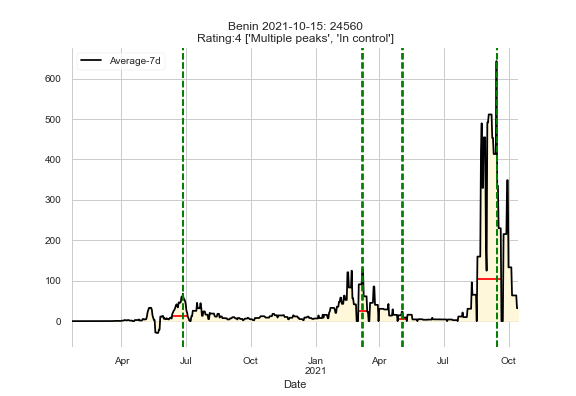 Benin 2021-10-15: 24560
Rating:4 ['Multiple peaks', 'In control']
Average-7d
600
500
400
300
200
100
0
Apr
Jul
Oct
Jan
2021
Apr
Jul
Oct
Date